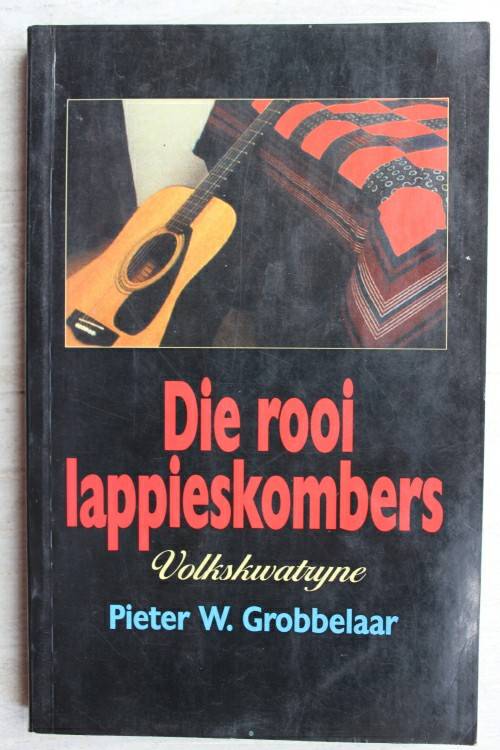 Die rooi
lappieskombers
Volkskwatryne
Pieter W. Grobbelaar